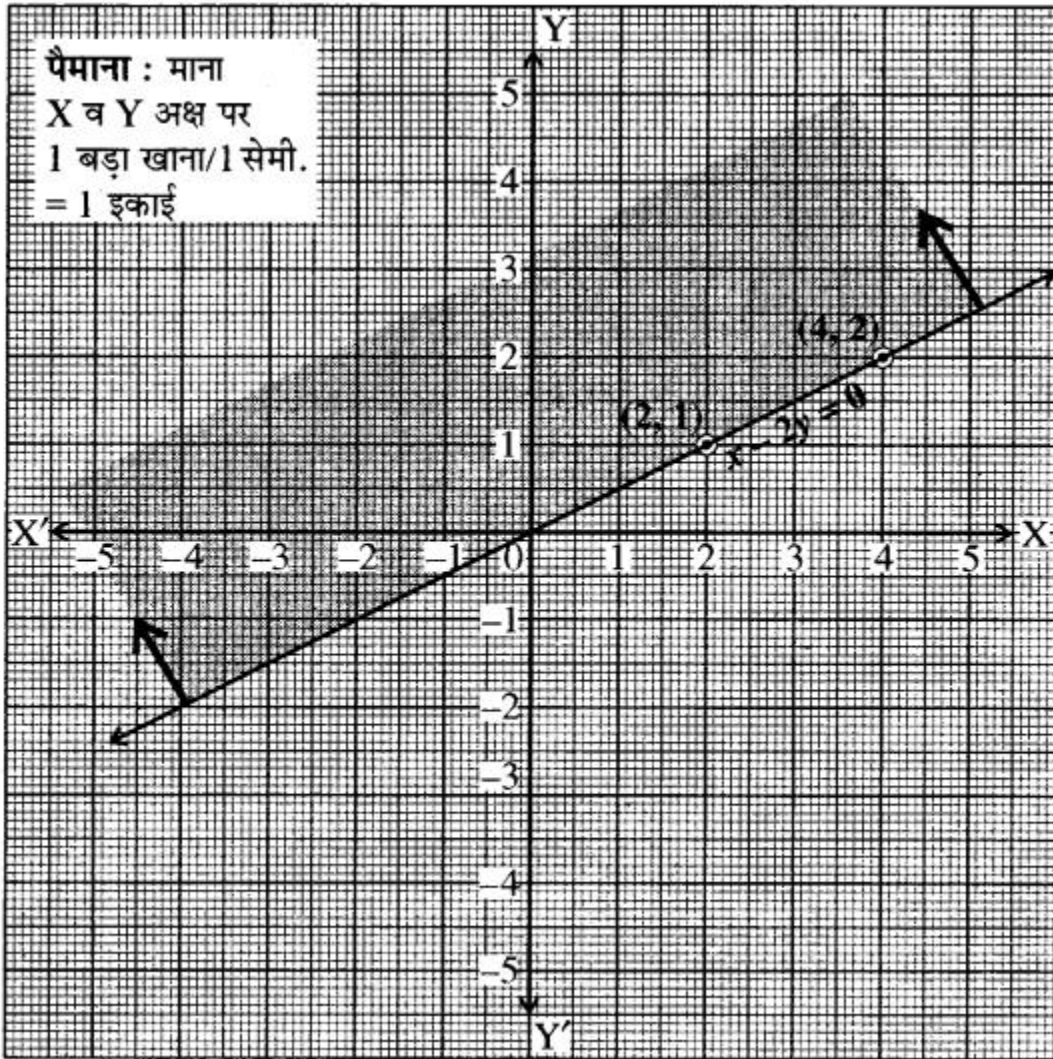 पैमाना : माना
X व Y अक्ष पर
1 बड़ा खाना/1 सेमी.
= 1 इकाई
Y
5
4
3
(4, 2)
2
(2, 1)
x – 2y = 0
1
X′ –5 –4 –3 –2 –1 0 1 2 3 4 5 X
–1
–2
–3
–4
–5
Y′